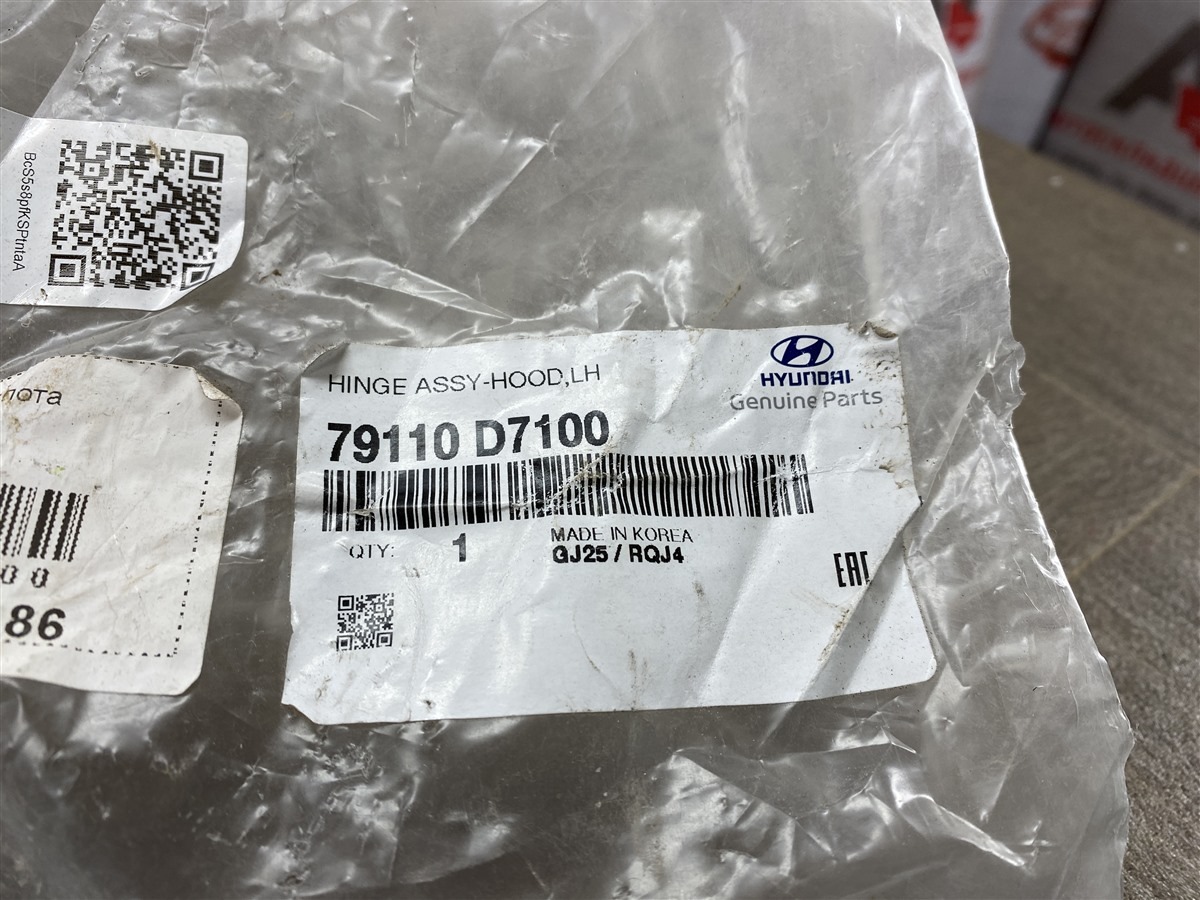 BcS5s8pfKSPtntaA
лота
00
86
HINGE ASSY-HOOD,LH
HYUNDAI
Genuine Parts
79110 D7100
QTY: 1
MADE IN KOREA
GJ25 / RQJ4
EAC